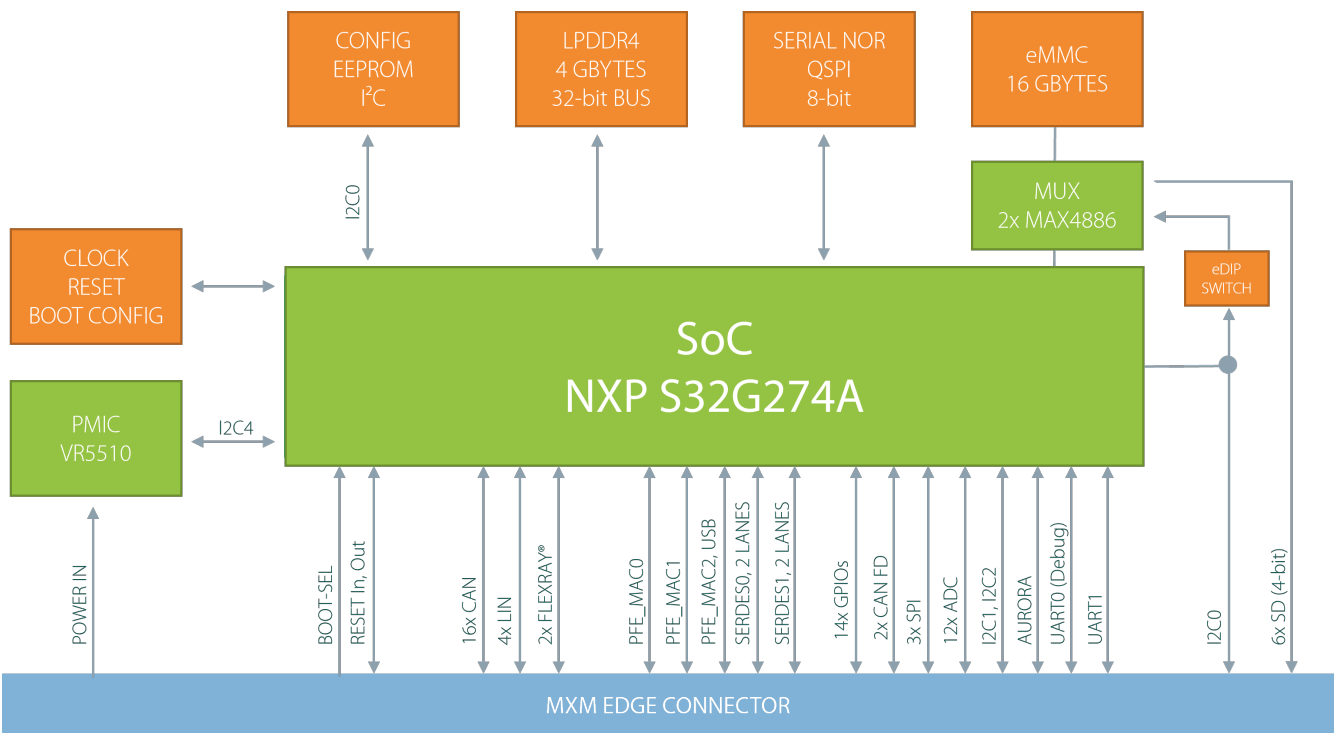 CONFIG
EEPROM
I²C
LPDDR4
4 GBYTES
32-bit BUS
SERIAL NOR
QSPI
8-bit
eMMC
16 GBYTES
I2C0
MUX
2x MAX4886
CLOCK
RESET
BOOT CONFIG
eDIP
SWITCH
SoC
NXP S32G274A
PMIC
VR5510
I2C4
POWER IN
BOOT-SEL
RESET In, Out
16x CAN
4x LIN
2x FLEXRAY®
PFE_MAC0
PFE_MAC1
PFE_MAC2, USB
SERDES0, 2 LANES
SERDES1, 2 LANES
14x GPIOs
2x CAN FD
3x SPI
12x ADC
I2C1, I2C2
AURORA
UART0 (Debug)
UART1
I2C0
6x SD (4-bit)
MXM EDGE CONNECTOR